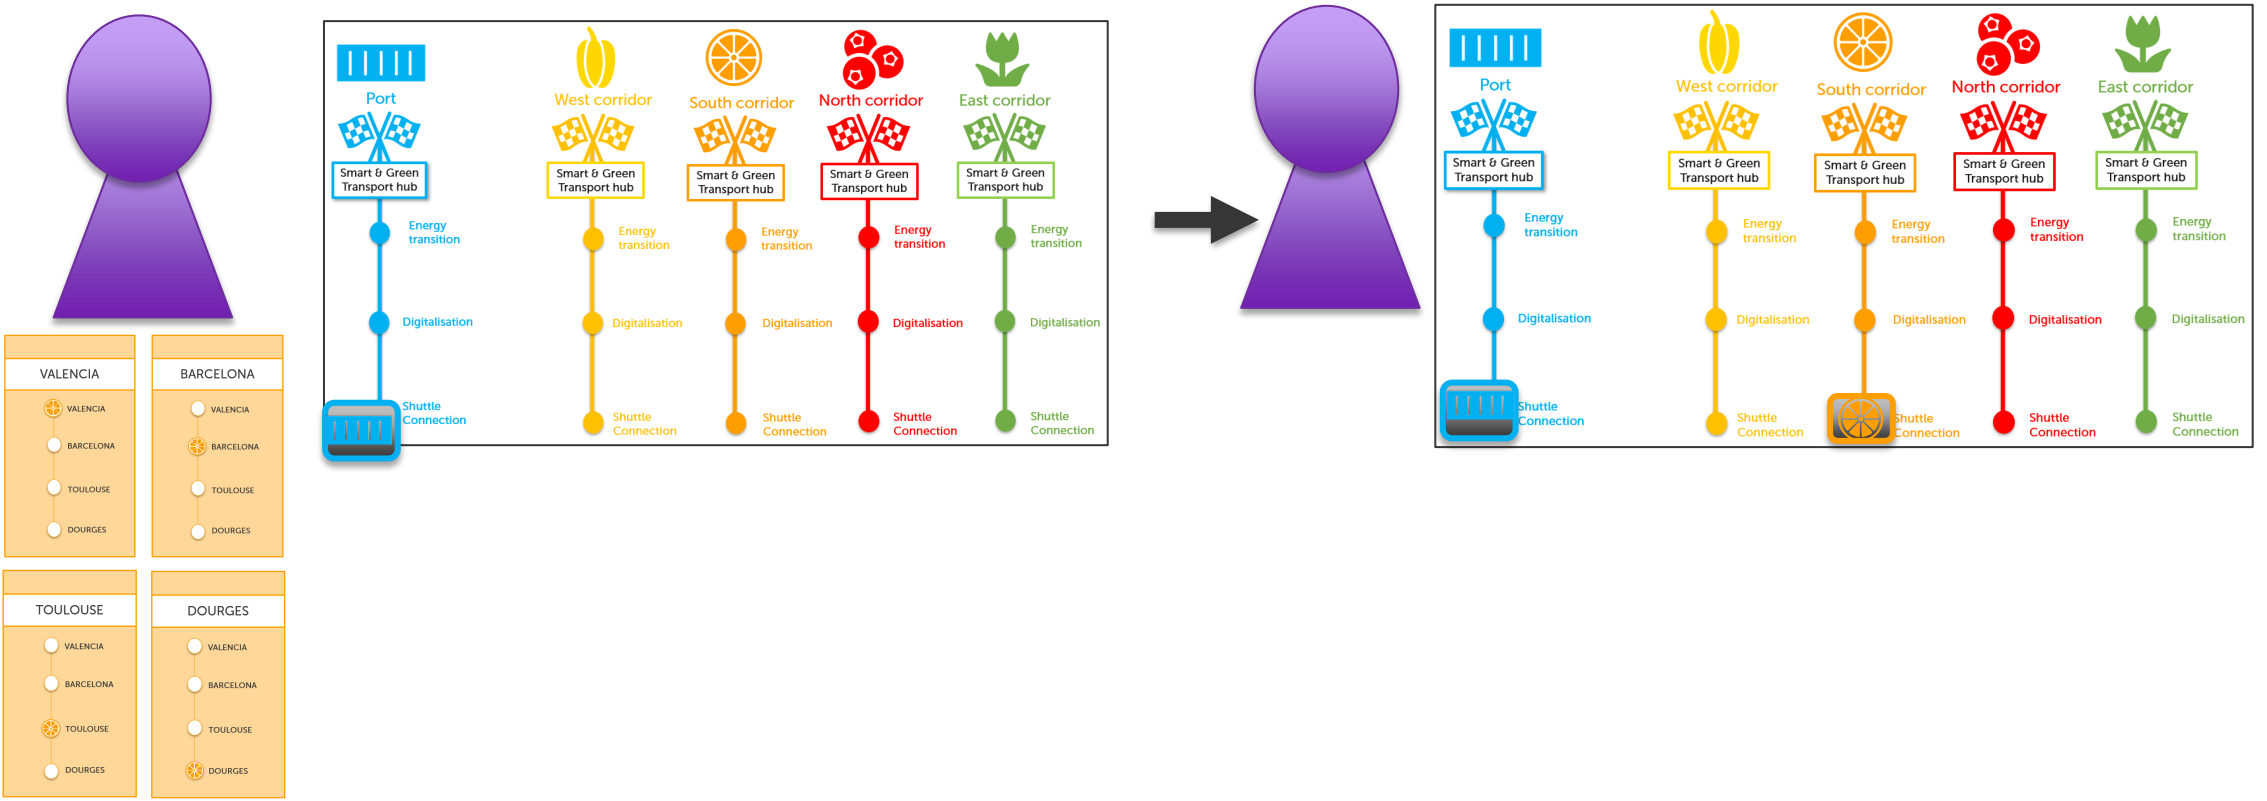 Port
West corridor
South corridor
North corridor
East corridor
Smart & Green
Transport hub
Smart & Green
Transport hub
Smart & Green
Transport hub
Smart & Green
Transport hub
Smart & Green
Transport hub
Energy
transition
Energy
transition
Energy
transition
Energy
transition
Energy
transition
Digitalisation
Digitalisation
Digitalisation
Digitalisation
Digitalisation
Shuttle
Connection
Shuttle
Connection
Shuttle
Connection
Shuttle
Connection
Shuttle
Connection
VALENCIA
VALENCIA
BARCELONA
TOULOUSE
DOURGES
BARCELONA
VALENCIA
BARCELONA
TOULOUSE
DOURGES
TOULOUSE
VALENCIA
BARCELONA
TOULOUSE
DOURGES
DOURGES
VALENCIA
BARCELONA
TOULOUSE
DOURGES
Port
West corridor
South corridor
North corridor
East corridor
Smart & Green
Transport hub
Smart & Green
Transport hub
Smart & Green
Transport hub
Smart & Green
Transport hub
Smart & Green
Transport hub
Energy
transition
Energy
transition
Energy
transition
Energy
transition
Energy
transition
Digitalisation
Digitalisation
Digitalisation
Digitalisation
Digitalisation
Shuttle
Connection
Shuttle
Connection
Shuttle
Connection
Shuttle
Connection
Shuttle
Connection